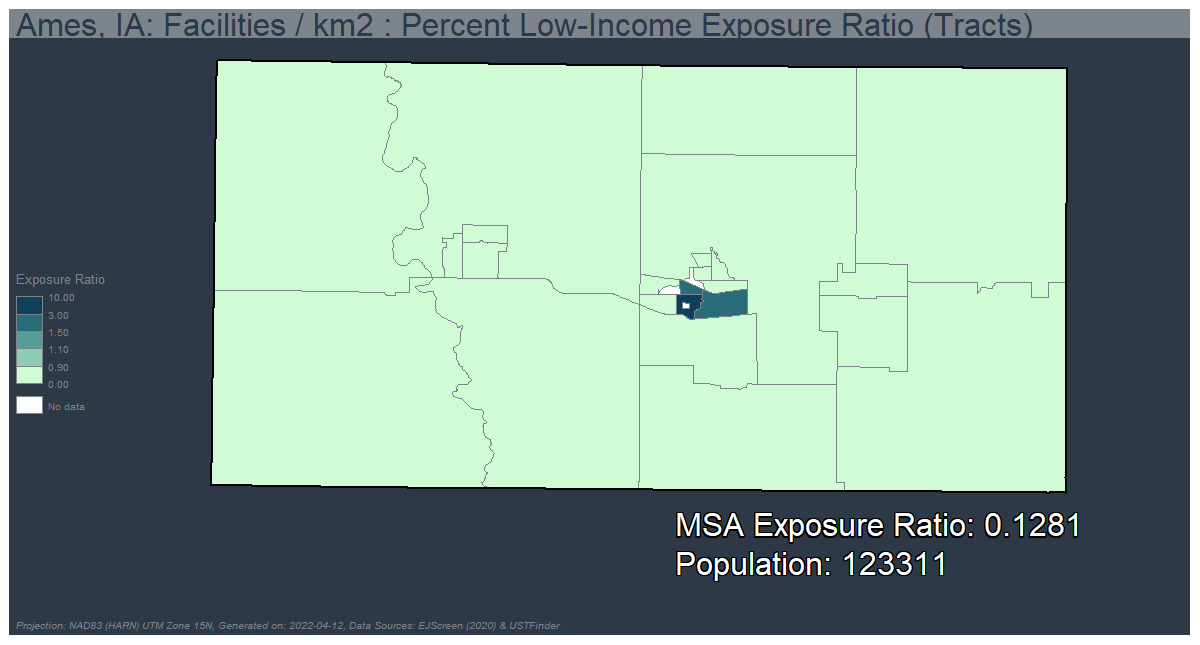 Ames, IA: Facilities / km2 : Percent Low-Income Exposure Ratio (Tracts)
Exposure Ratio
10.00
3.00
1.50
1.10
0.90
0.00
No data
MSA Exposure Ratio: 0.1281
Population: 123311
Projection: NAD83 (HARN) UTM Zone 15N, Generated on: 2022-04-12, Data Sources: EJScreen (2020) & USTFinder